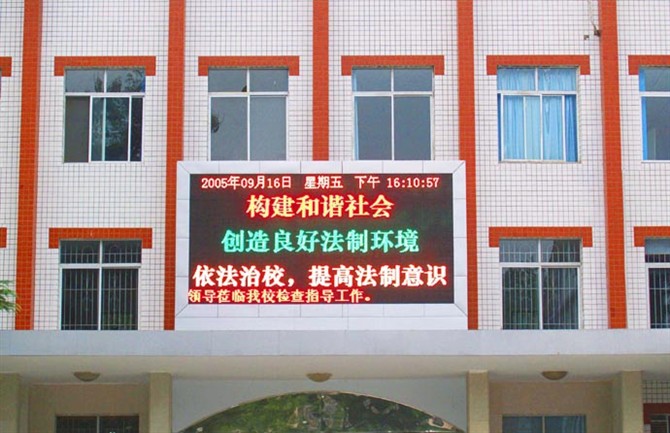 2005年09月16日 星期五 下午 16:10:57
构建和谐社会
创造良好法制环境
依法治校，提高法制意识
领导莅临我校检查指导工作。